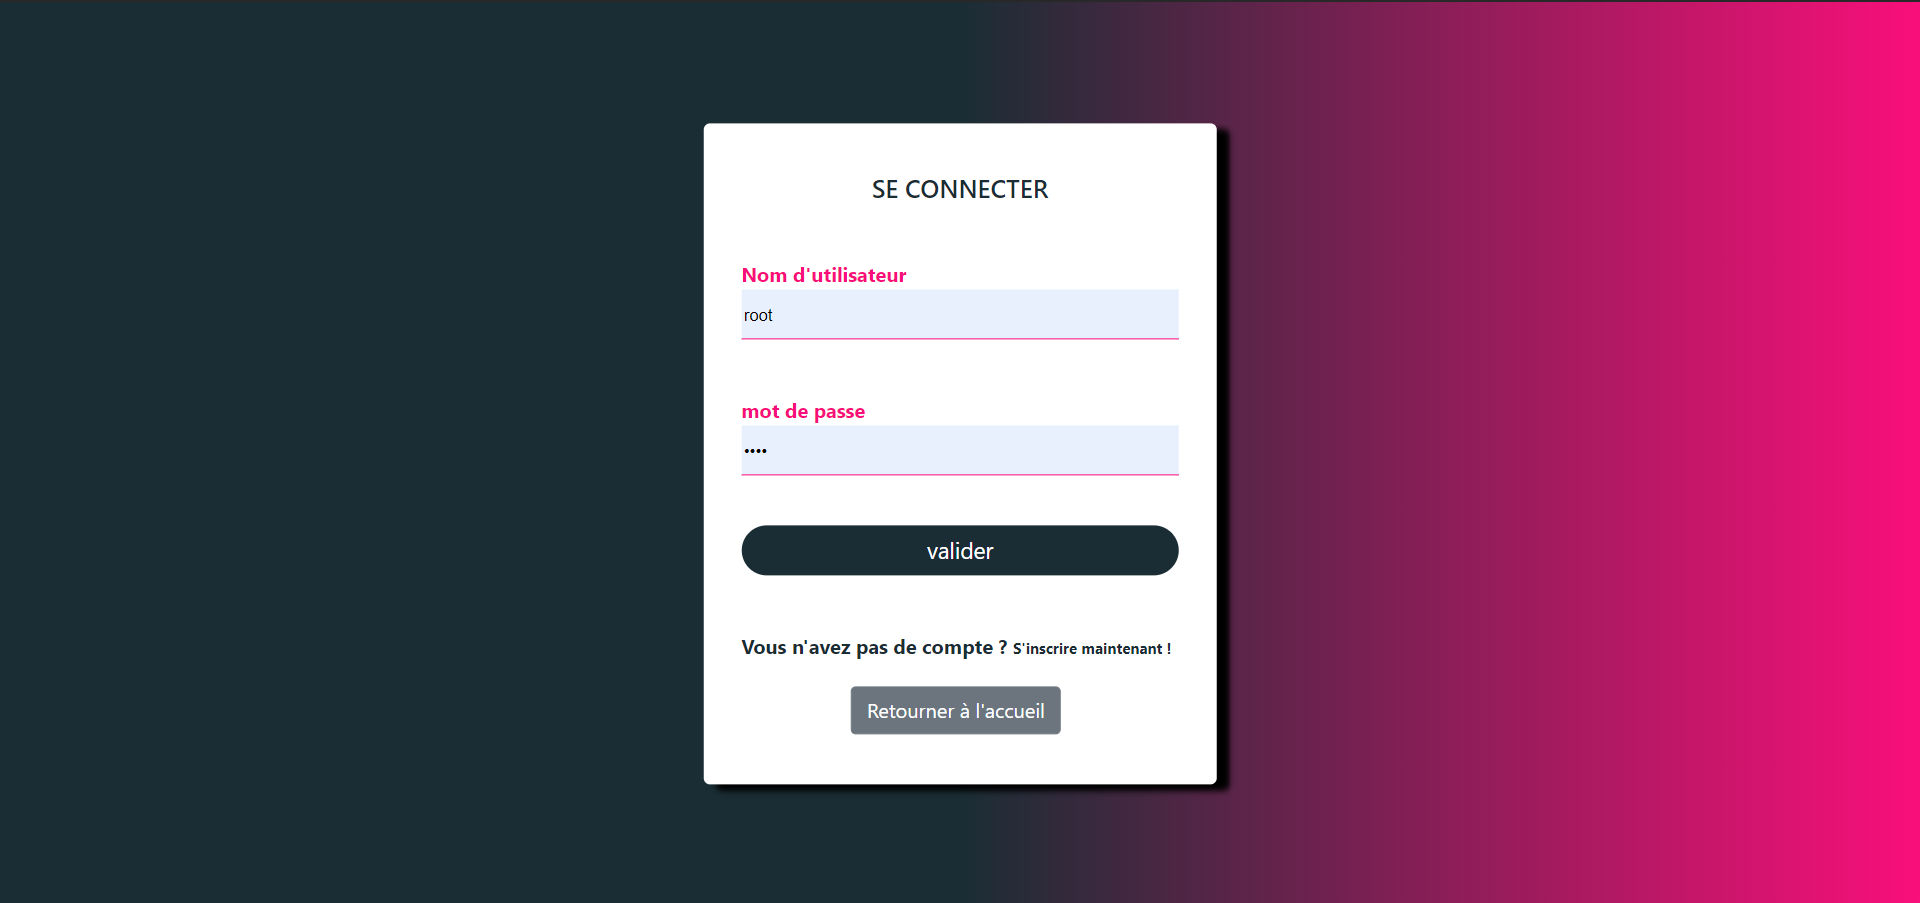 SE CONNECTER
Nom d'utilisateur
root
mot de passe
••••
valider
Vous n'avez pas de compte ? S'inscrire maintenant !
Retourner à l'accueil